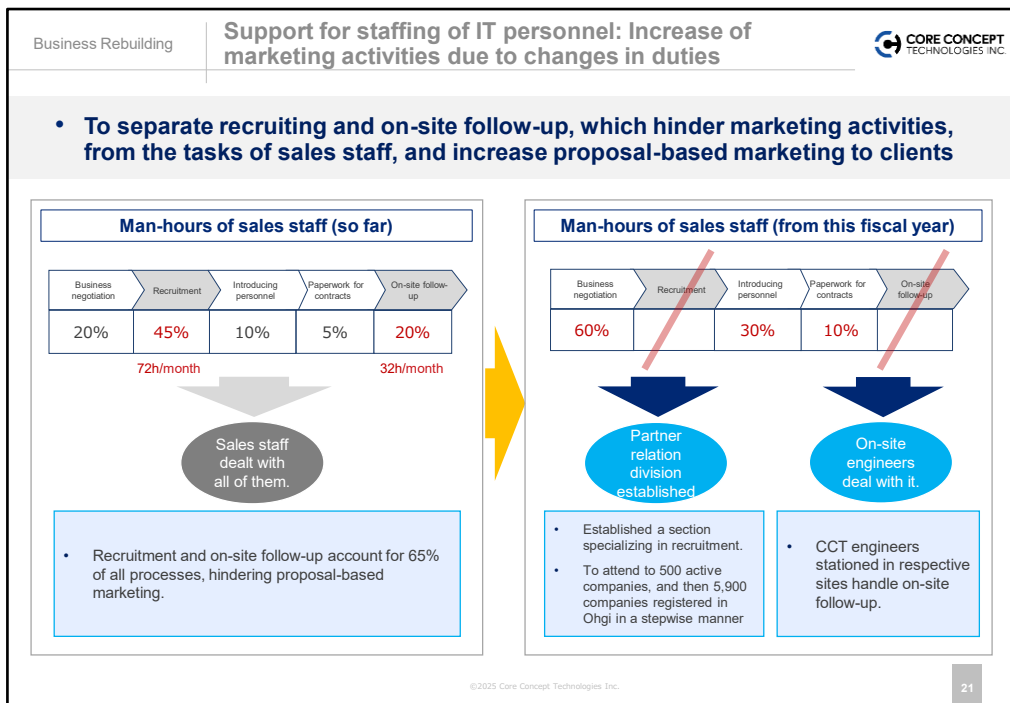 Business Rebuilding
Support for staffing of IT personnel: Increase of
marketing activities due to changes in duties
CORE CONCEPT
TECHNOLOGIES INC.
• To separate recruiting and on-site follow-up, which hinder marketing activities,
from the tasks of sales staff, and increase proposal-based marketing to clients
Man-hours of sales staff (so far)
Business
negotiation
Recruitment
Introducing
personnel
Paperwork for
contracts
On-site follow-
up
20%
45%
10%
5%
20%
72h/month
32h/month
Sales staff
dealt with
all of them.
• Recruitment and on-site follow-up account for 65%
of all processes, hindering proposal-based
marketing.
Man-hours of sales staff (from this fiscal year)
Business
negotiation
Recruitment
Introducing
personnel
Paperwork for
contracts
On-site
follow-up
60%
30%
10%
Partner
relation
division
established
On-site
engineers
deal with it.
• Established a section
specializing in recruitment.
• To attend to 500 active
companies, and then 5,900
companies registered in
Ohgi in a stepwise manner
• CCT engineers
stationed in respective
sites handle on-site
follow-up.
©2025 Core Concept Technologies Inc.
21